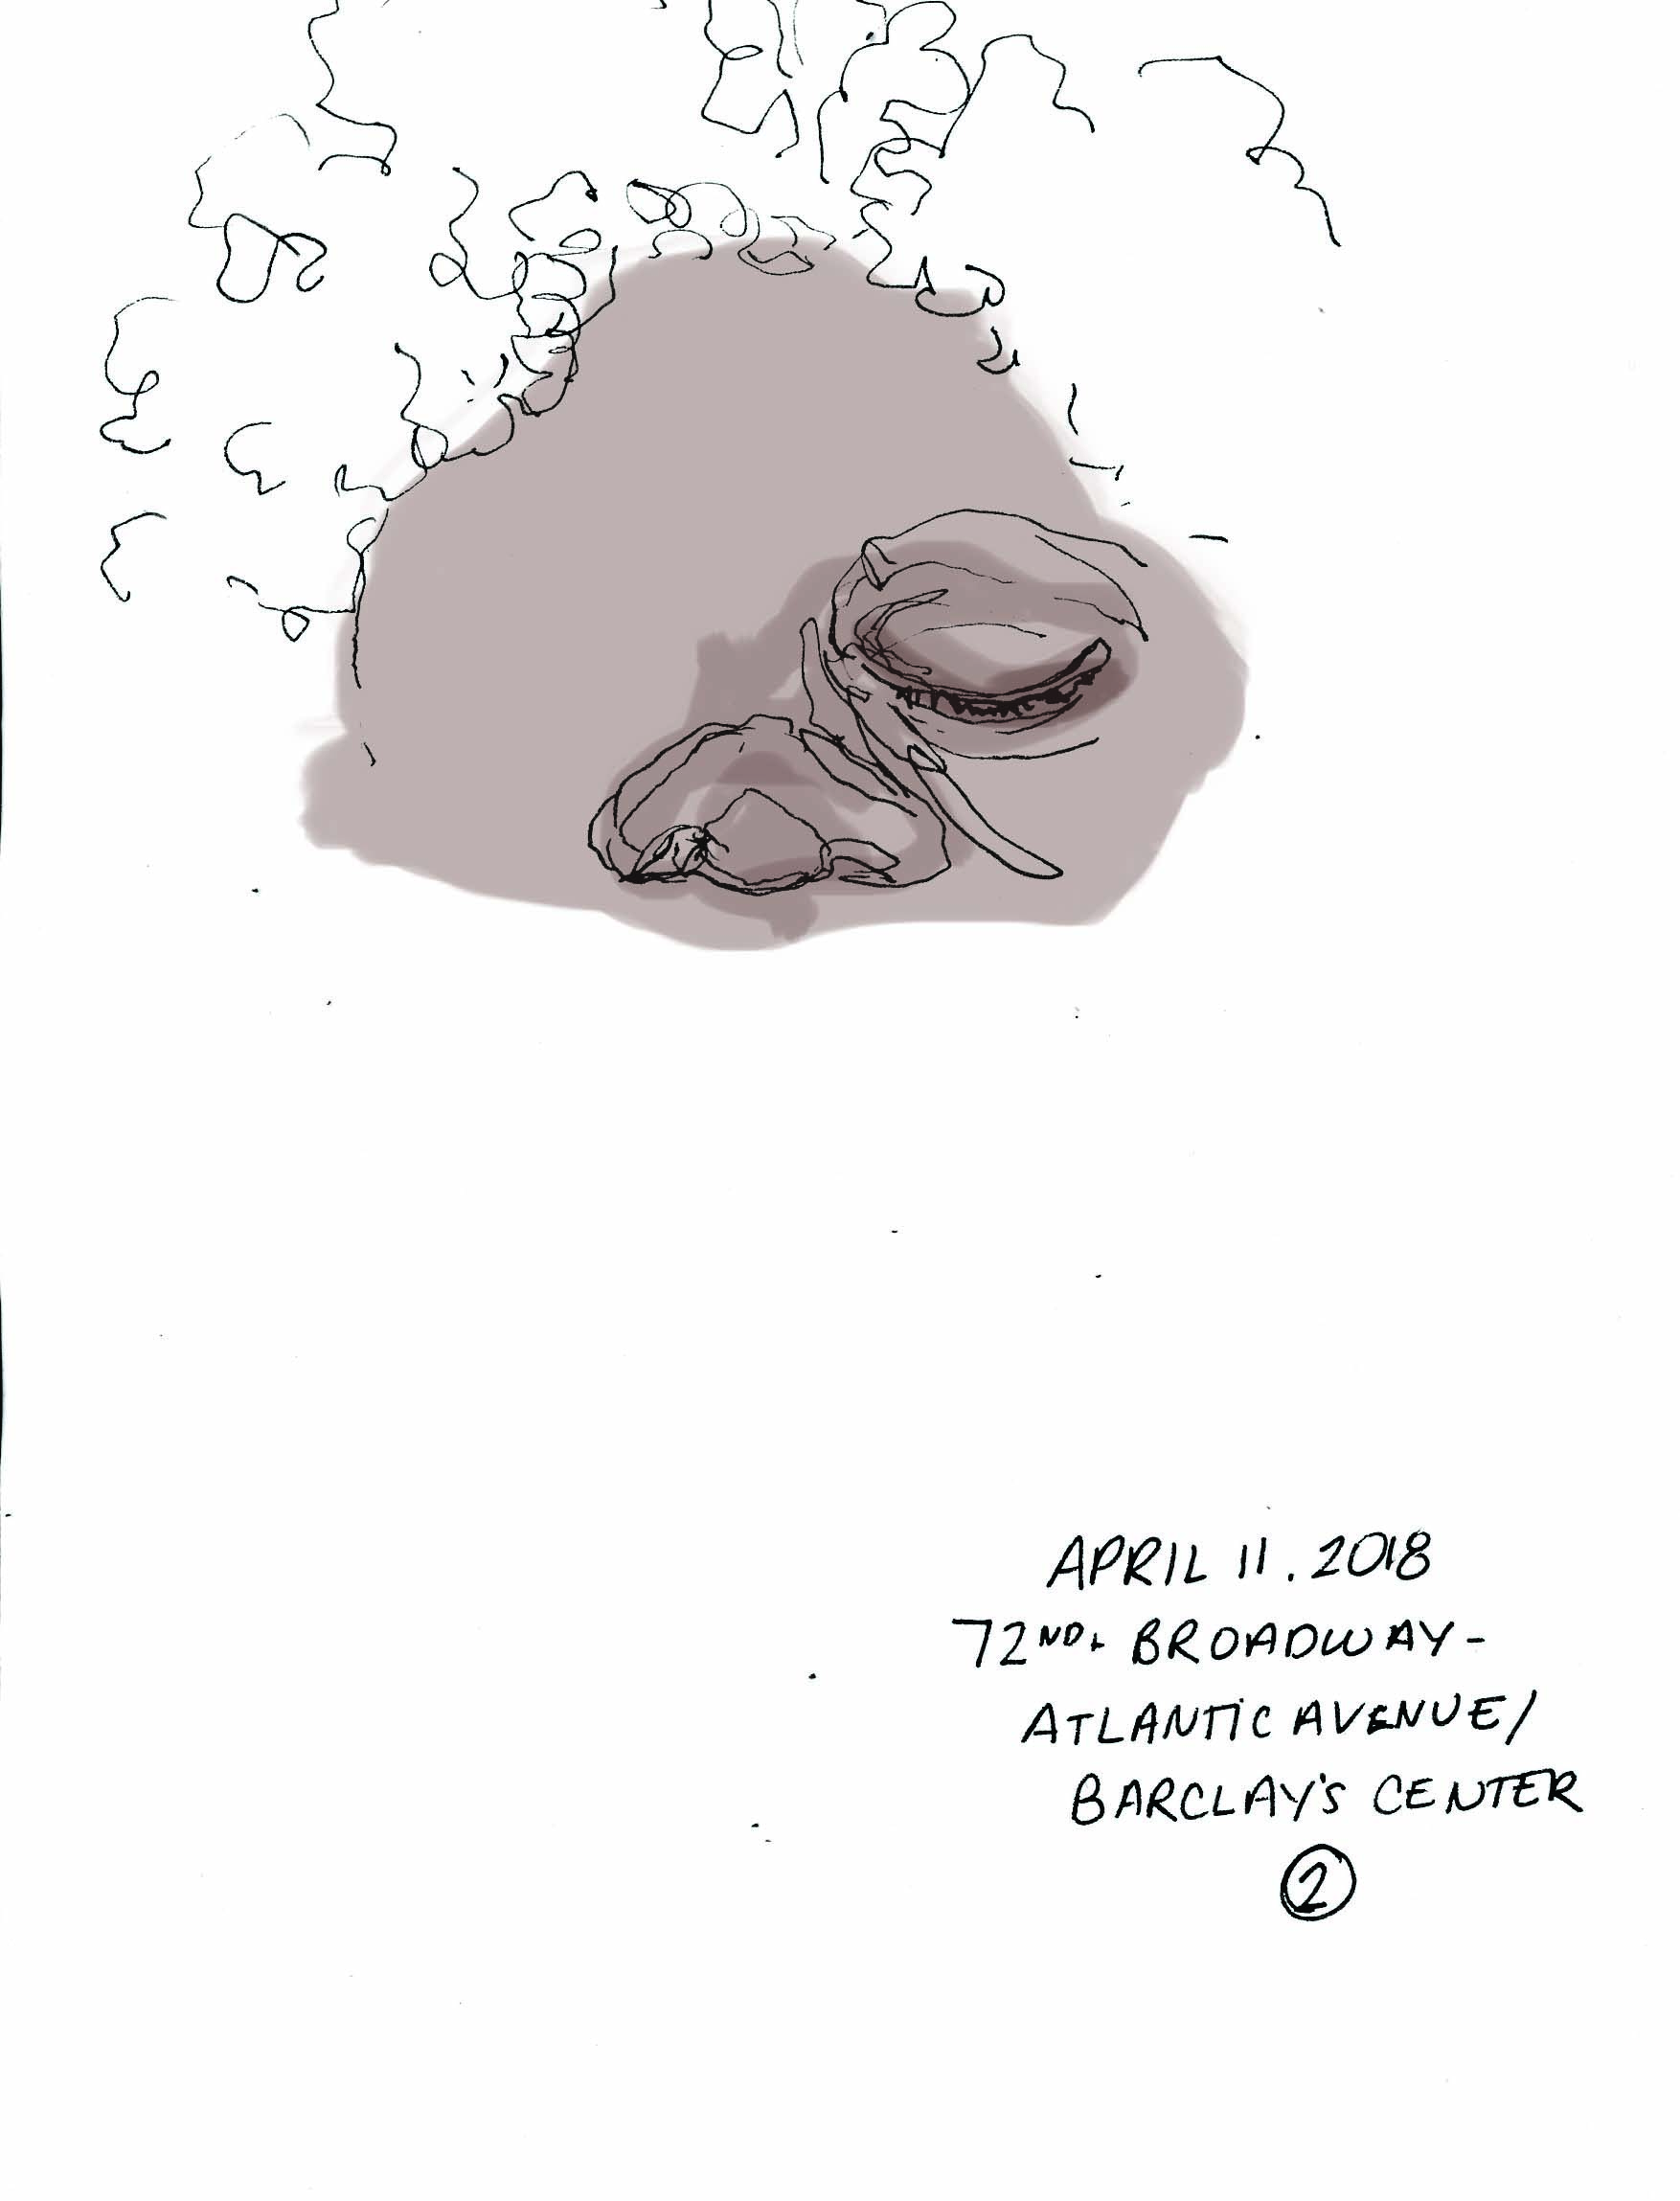 APRIL 11. 2018
72ND. BROADWAY-
ATLANTIC AVENUE/
BARCLAY'S CENTER
2